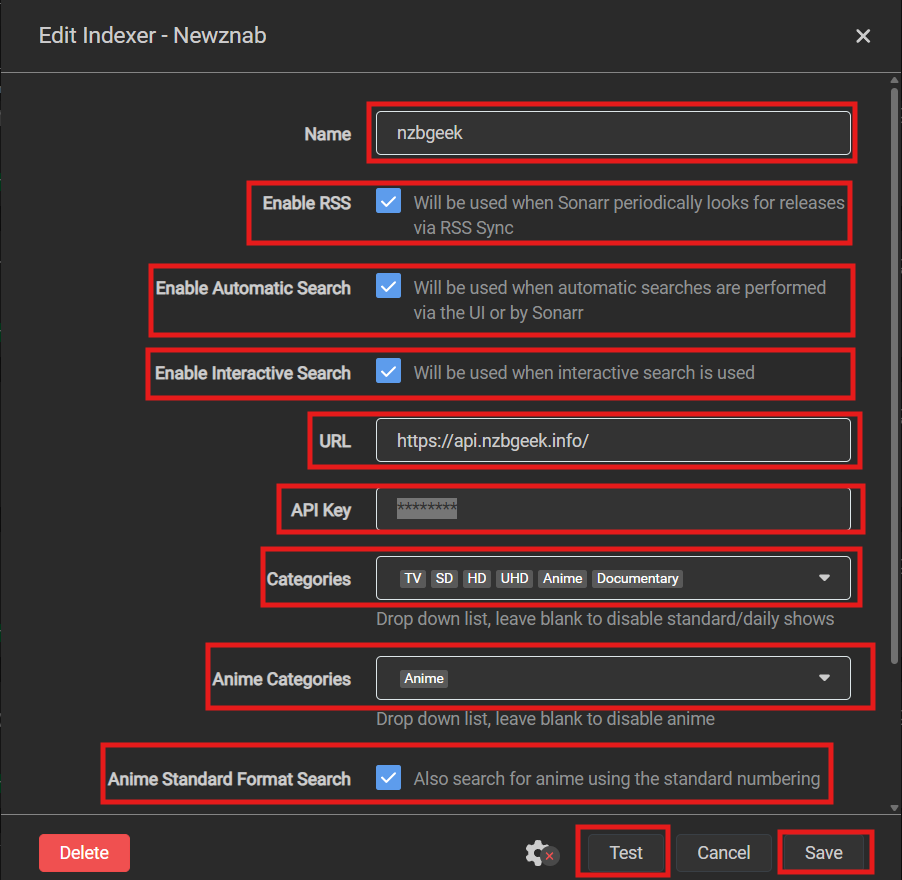 Edit Indexer - Newznab
Name
nzbgeek
Enable RSS
Will be used when Sonarr periodically looks for releases
via RSS Sync
Enable Automatic Search
Will be used when automatic searches are performed
via the UI or by Sonarr
Enable Interactive Search
Will be used when interactive search is used
URL
https://api.nzbgeek.info/
API Key
********
Categories
TV SD HD UHD Anime Documentary
Drop down list, leave blank to disable standard/daily shows
Anime Categories
Anime
Drop down list, leave blank to disable anime
Anime Standard Format Search
Also search for anime using the standard numbering
Delete
Test
Cancel
Save